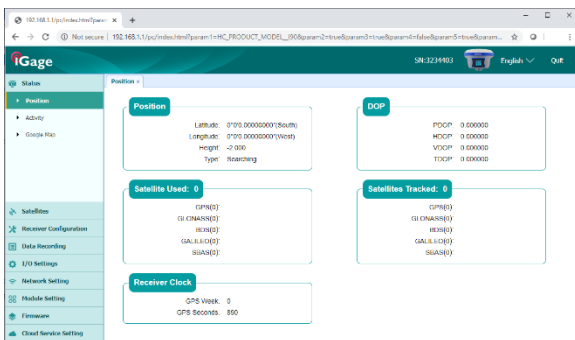 192.168.1.1/pc/index.html?param
Not secure | 192.168.1.1/pc/index.html?param1=HC_PRODUCT_MODEL__I90&param2=true&param3=true&param4=false&param5=true&param...
iGage
SN:3234403
English
Quit
Status
Position
Activity
Google Map
Satellites
Receiver Configuration
Data Recording
I/O Settings
Network Setting
Module Setting
Firmware
Cloud Service Setting
Position ×
Position
Latitude: 0°0'0.00000000"(South)
Longitude: 0°0'0.00000000"(West)
Height: -2.000
Type: Searching
DOP
PDOP: 0.000000
HDOP: 0.000000
VDOP: 0.000000
TDOP: 0.000000
Satellite Used: 0
GPS(0):
GLONASS(0):
BDS(0):
GALILEO(0):
SBAS(0):
Satellites Tracked: 0
GPS(0):
GLONASS(0):
BDS(0):
GALILEO(0):
SBAS(0):
Receiver Clock
GPS Week: 0
GPS Seconds: 890